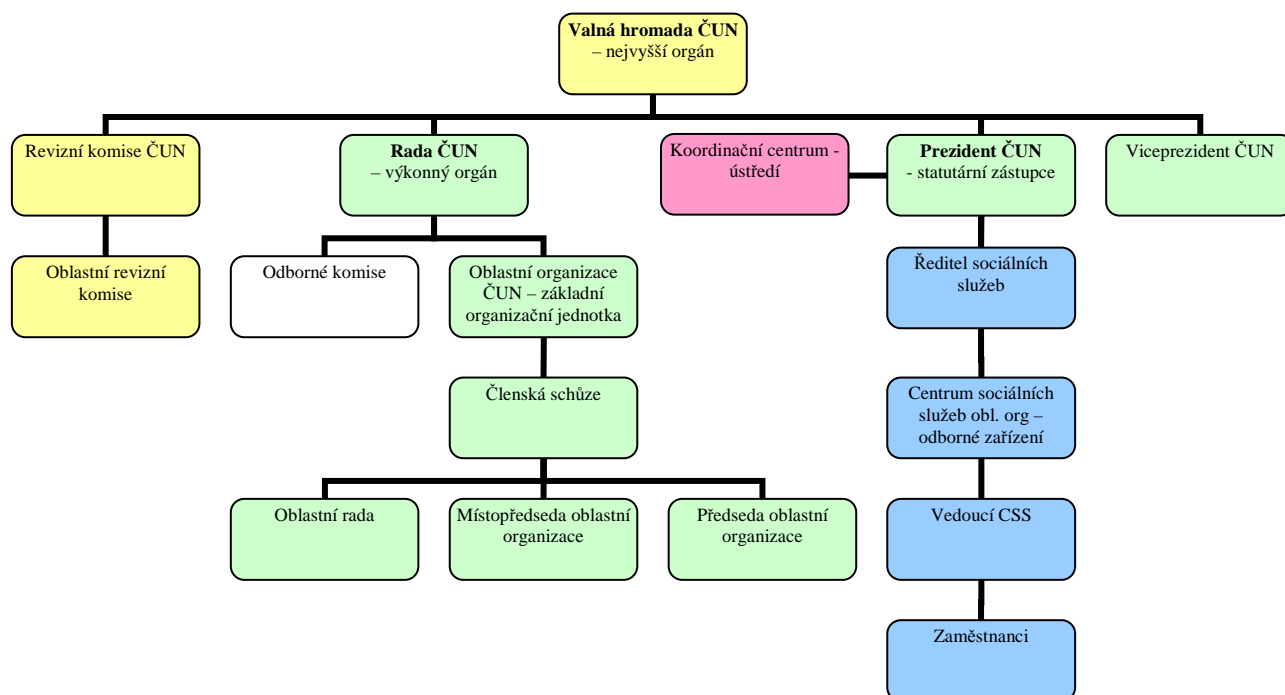 Valná hromada ČUN
– nejvyšší orgán
Revizní komise ČUN
Rada ČUN
– výkonný orgán
Koordinační centrum -
ústředí
Prezident ČUN
- statutární zástupce
Viceprezident ČUN
Oblastní revizní
komise
Odborné komise
Oblastní organizace
ČUN – základní
organizační jednotka
Ředitel sociálních
služeb
Členská schůze
Centrum sociálních
služeb obl. org –
odborné zařízení
Oblastní rada
Místopředseda oblastní
organizace
Předseda oblastní
organizace
Vedoucí CSS
Zaměstnanci